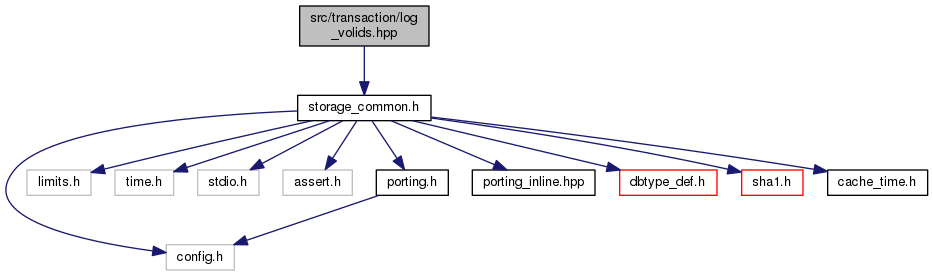 src/transaction/log
_volids.hpp
storage_common.h
limits.h
time.h
stdio.h
assert.h
porting.h
porting_inline.hpp
dbtype_def.h
sha1.h
cache_time.h
config.h